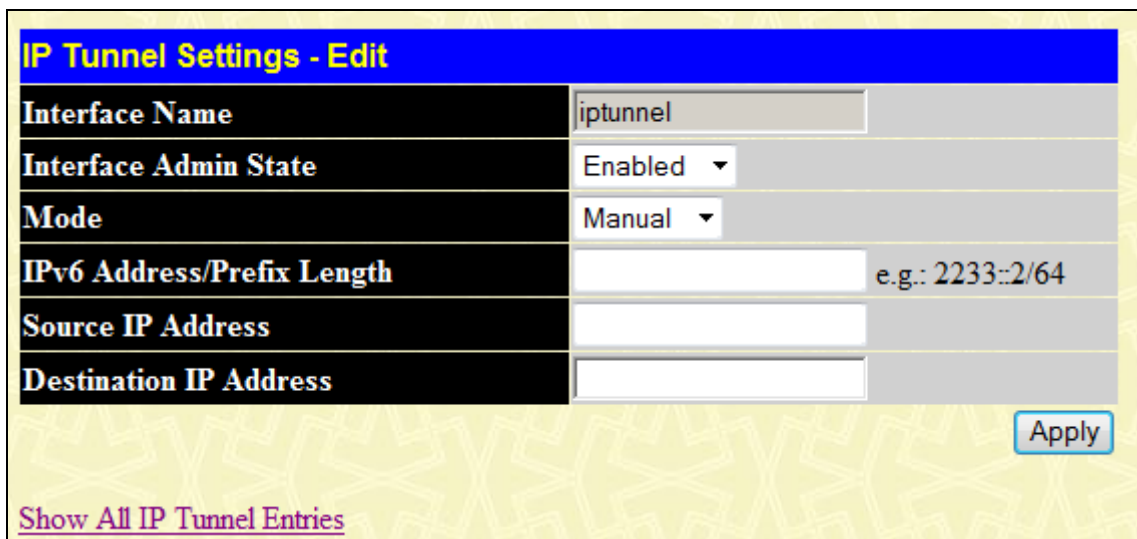 IP Tunnel Settings - Edit
Interface Name iptunnel
Interface Admin State Enabled
Mode Manual
IPv6 Address/Prefix Length e.g.: 2233::2/64
Source IP Address
Destination IP Address
Apply
Show All IP Tunnel Entries